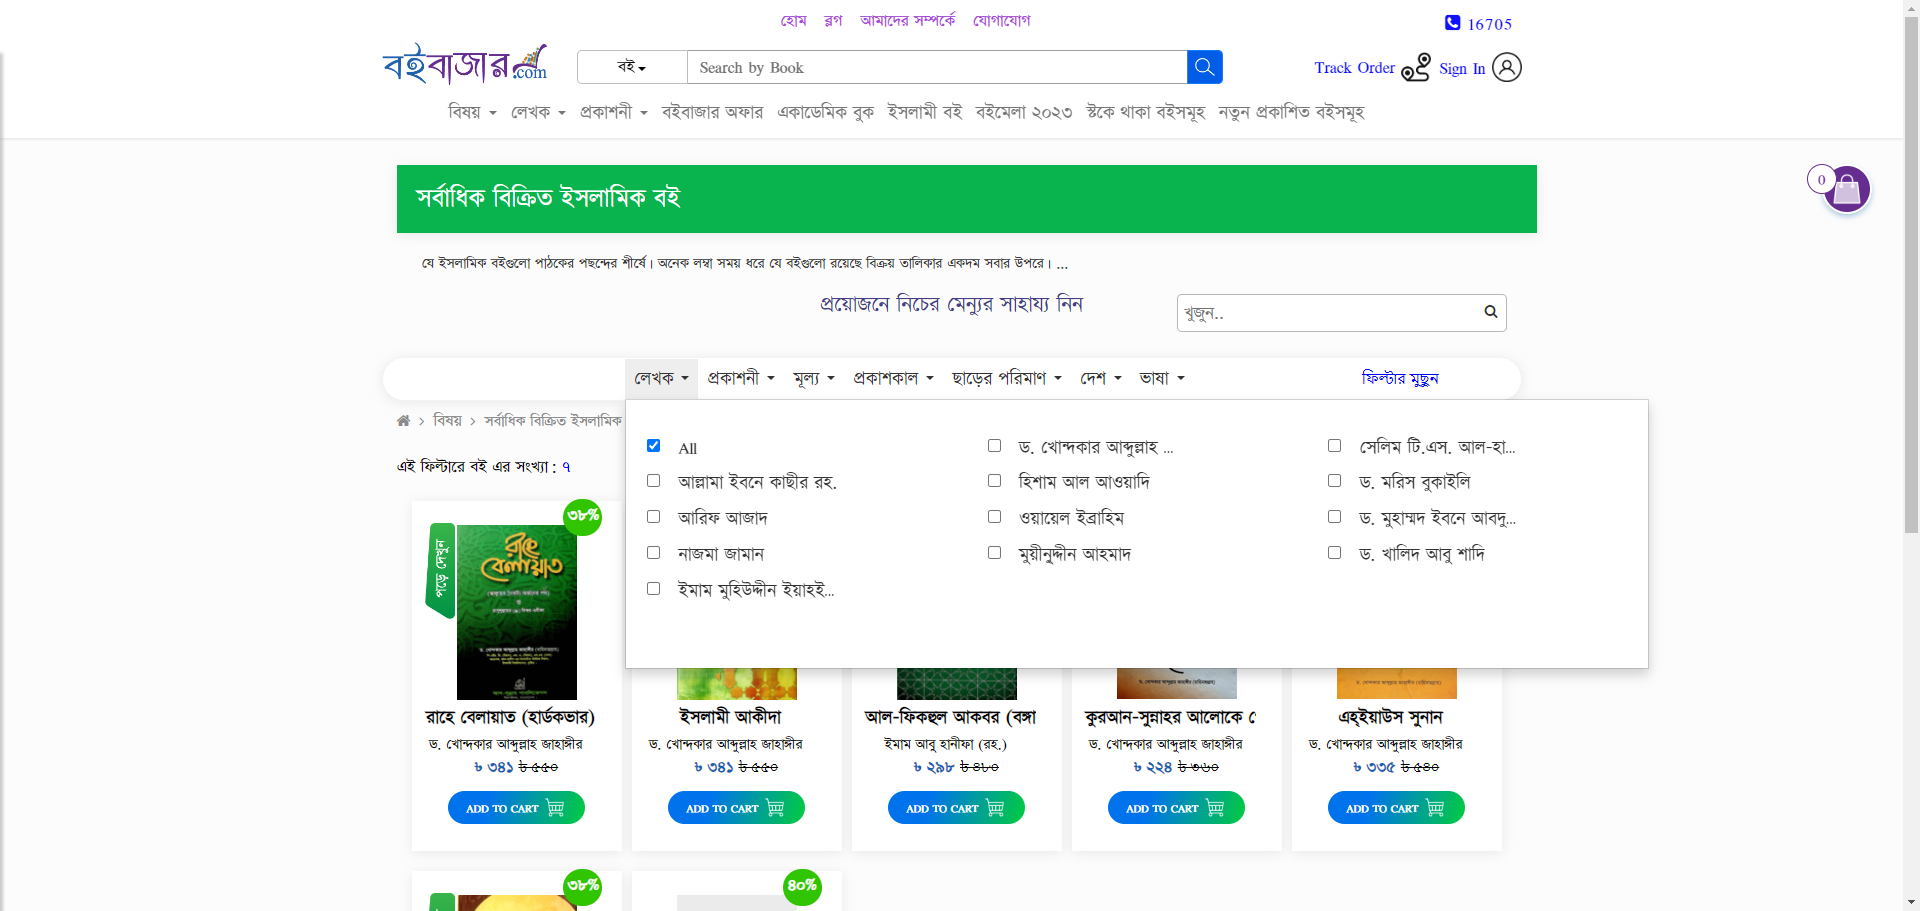 হোম ব্লগ আমাদের সম্পর্কে যোগাযোগ
16705
বইবাজার.com
বই
Search by Book
Track Order
Sign In
বিষয় লেখক প্রকাশনী বইবাজার অফার একাডেমিক বুক ইসলামী বই বইমেলা ২০২৩ স্টকে থাকা বইসমূহ নতুন প্রকাশিত বইসমূহ
সর্বাধিক বিক্রিত ইসলামিক বই
0
যে ইসলামিক বইগুলো পাঠকের পছন্দের শীর্ষে। অনেক লম্বা সময় ধরে যে বইগুলো রয়েছে বিক্রয় তালিকার একদম সবার উপরে। ...
প্রয়োজনে নিচের মেন্যুর সাহায্য নিন
খুজুন..
লেখক প্রকাশনী মূল্য প্রকাশকাল ছাড়ের পরিমাণ দেশ ভাষা
ফিল্টার মুছুন
বিষয় > সর্বাধিক বিক্রিত ইসলামিক
All
ড. খোন্দকার আব্দুল্লাহ ...
সেলিম টি.এস. আল-হা...
আল্লামা ইবনে কাছীর রহ.
হিশাম আল আওয়াদি
ড. মরিস বুকাইলি
আরিফ আজাদ
ওয়ায়েল ইব্রাহিম
ড. মুহাম্মদ ইবনে আবদু...
নাজমা জামান
মুয়ীনুদ্দীন আহমাদ
ড. খালিদ আবু শাদি
ইমাম মুহিউদ্দীন ইয়াহই...
এই ফিল্টারে বই এর সংখ্যা : ৭
৩৮%
পড়ে দেখুন
রাহে বেলায়াত
রাহে বেলায়াত (হার্ডকভার)
ড. খোন্দকার আব্দুল্লাহ জাহাঙ্গীর
৳ ৩৪১ ৳ ৫৫০
ADD TO CART
ইসলামী আকীদা
ড. খোন্দকার আব্দুল্লাহ জাহাঙ্গীর
৳ ৩৪১ ৳ ৫৫০
ADD TO CART
আল-ফিকহুল আকবর (বঙ্গা
ইমাম আবু হানীফা (রহ.)
৳ ২৯৮ ৳ ৪৮০
ADD TO CART
কুরআন-সুন্নাহর আলোকে
ড. খোন্দকার আব্দুল্লাহ জাহাঙ্গীর
৳ ২২৪ ৳ ৩৬০
ADD TO CART
এহ্ইয়াউস সুনান
ড. খোন্দকার আব্দুল্লাহ জাহাঙ্গীর
৳ ৩৩৫ ৳ ৫৪০
ADD TO CART
৩৮%
৪০%